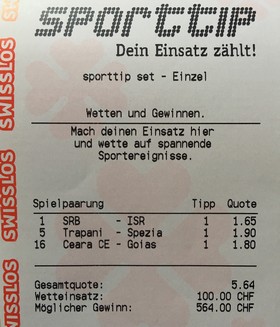 sporttip
Dein Einsatz zählt!
sporttip set - Einzel
Wetten und Gewinnen.
Mach deinen Einsatz hier
und wette auf spannende
Sportereignisse.
Spielpaarung Tipp Quote
1 SRB - ISR 1 1.65
5 Trapani - Spezia 1 1.90
16 Ceara CE - Goias 1 1.80
Gesamtquote: 5.64
Wetteinsatz: 100.00 CHF
Möglicher Gewinn: 564.00 CHF
SWISSLOS
SWISSLOS
SWISSLOS